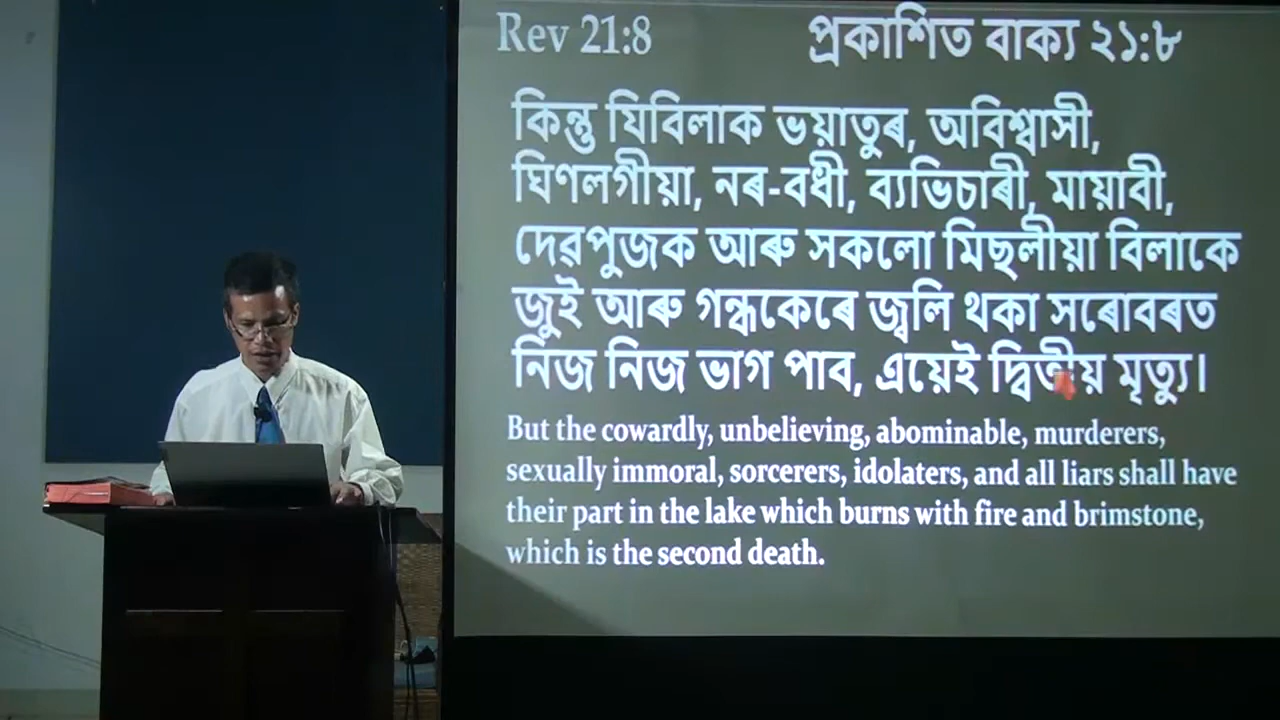 Rev 21:8
প্ৰকাশিত বাক্য ২১:৮
কিন্তু যিবিলাক ভয়াতুৰ, অবিশ্বাসী,
ঘিণলগীয়া, নৰ-বধী, ব্যভিচাৰী, মায়াবী,
দেৱপুজক আৰু সকলো মিছলীয়া বিলাকে
জুই আৰু গন্ধকেৰে জ্বলি থকা সৰোবৰত
নিজ নিজ ভাগ পাব, এয়েই দ্বিতীয় মৃত্যু।
But the cowardly, unbelieving, abominable, murderers,
sexually immoral, sorcerers, idolaters, and all liars shall have
their part in the lake which burns with fire and brimstone,
which is the second death.